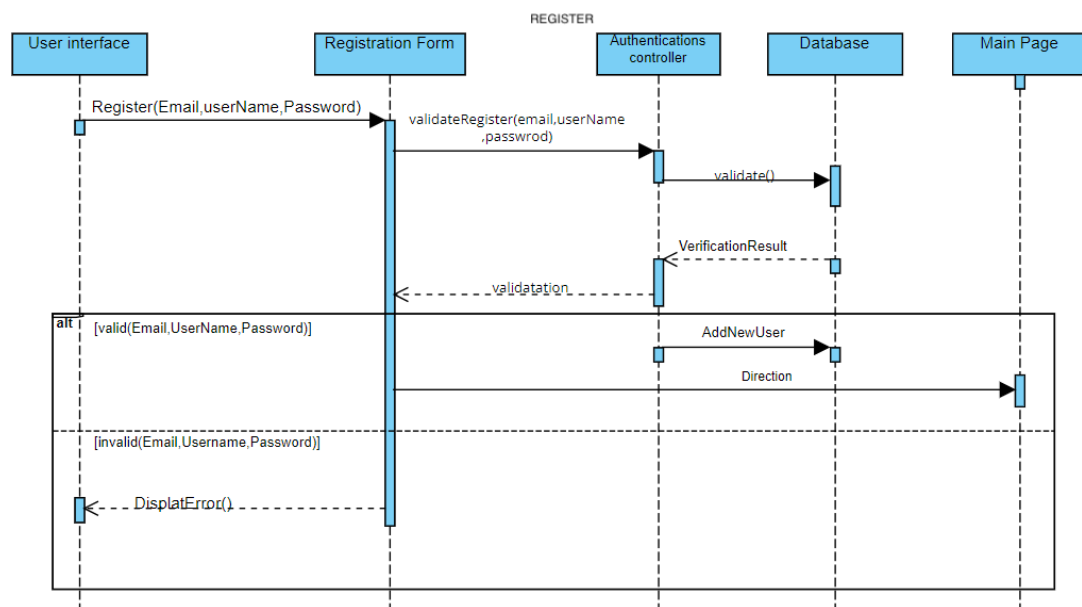 REGISTER
User interface
Registration Form
Authentications
controller
Database
Main Page
Register(Email,userName,Password)
validateRegister(email,userName
,passwrod)
validate()
VerificationResult
validatation
alt
[valid(Email,UserName,Password)]
AddNewUser
Direction
[invalid(Email,Username,Password)]
DisplatError()